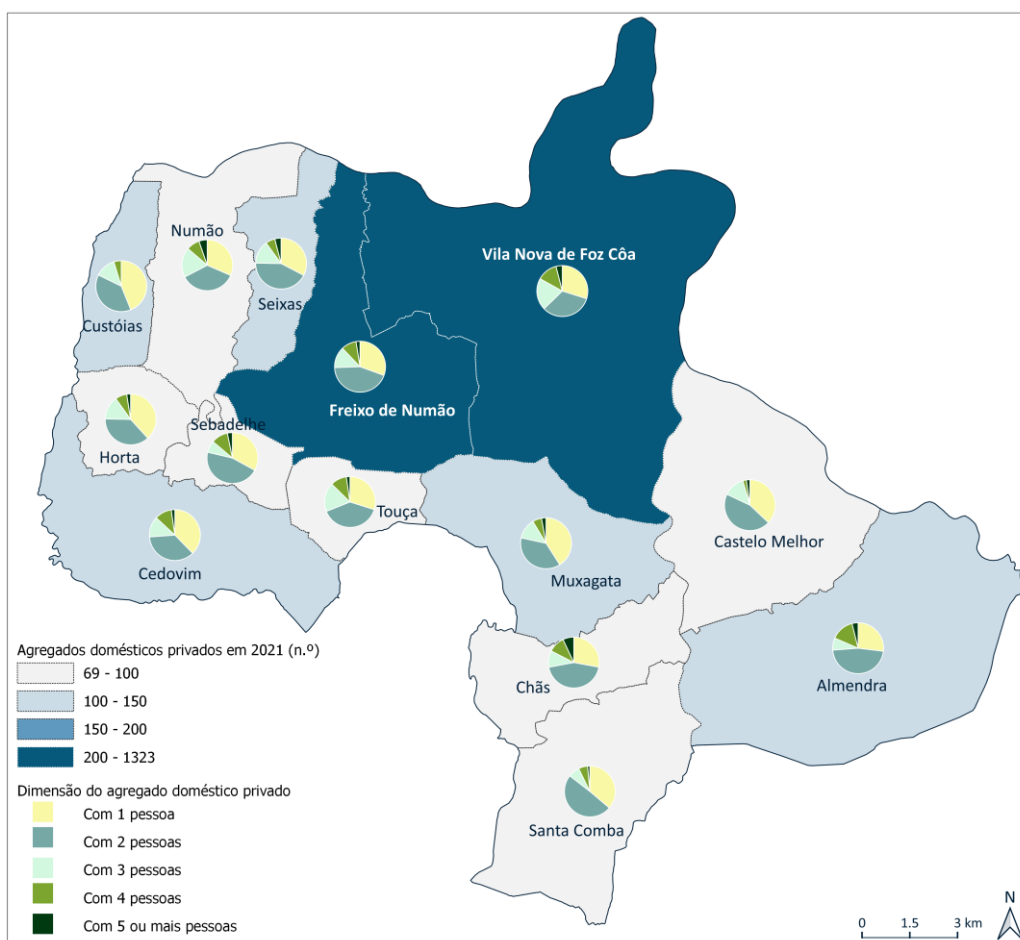 Numão
Vila Nova de Foz Côa
Seixas
Custóias
Freixo de Numão
Sebadelhe
Horta
Touça
Castelo Melhor
Cedovim
Muxagata
Chãs
Almendra
Santa Comba
Agregados domésticos privados em 2021 (n.º)
69 - 100
100 - 150
150 - 200
200 - 1323
Dimensão do agregado doméstico privado
Com 1 pessoa
Com 2 pessoas
Com 3 pessoas
Com 4 pessoas
Com 5 ou mais pessoas
N
0 1.5 3 km